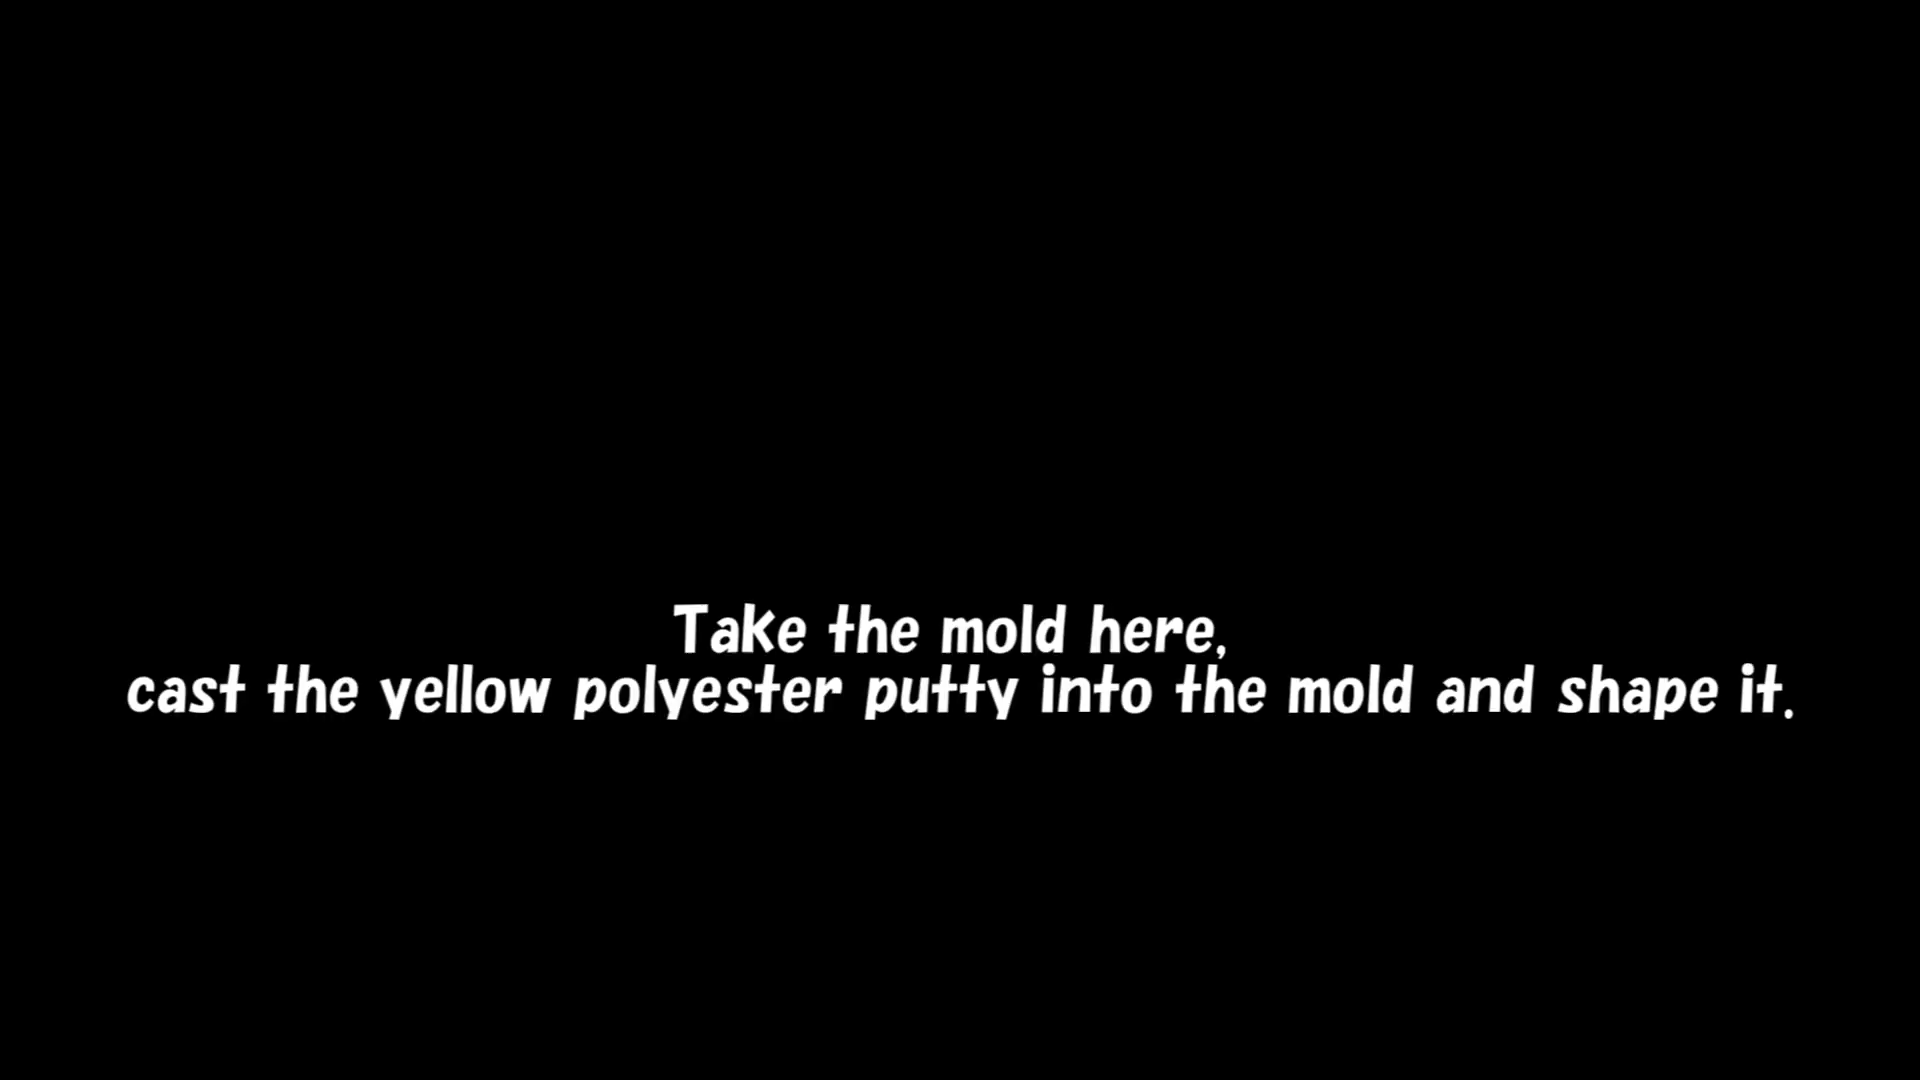 Take the mold here,
cast the yellow polyester putty into the mold and shape it.